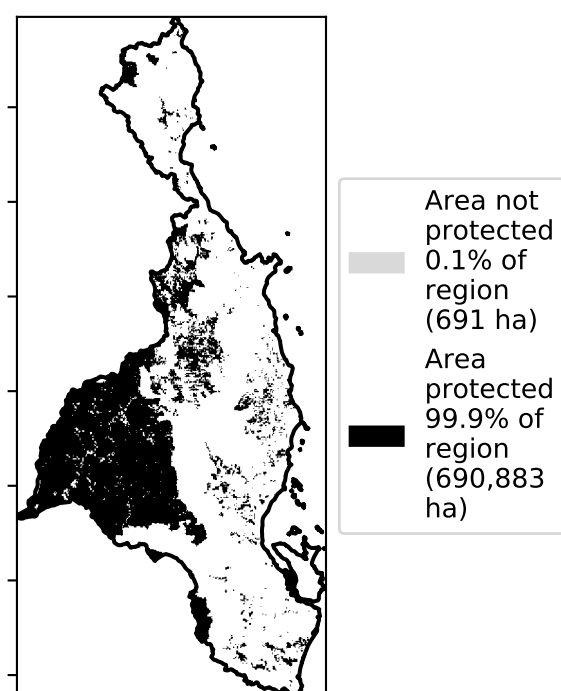 Area not
protected
0.1% of
region
(691 ha)
Area
protected
99.9% of
region
(690,883
ha)